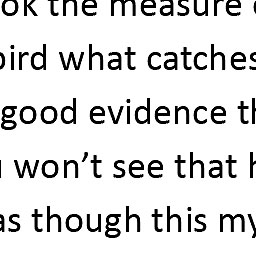 ok the measure
bird what catches
good evidence th
won’t see that h
as though this my